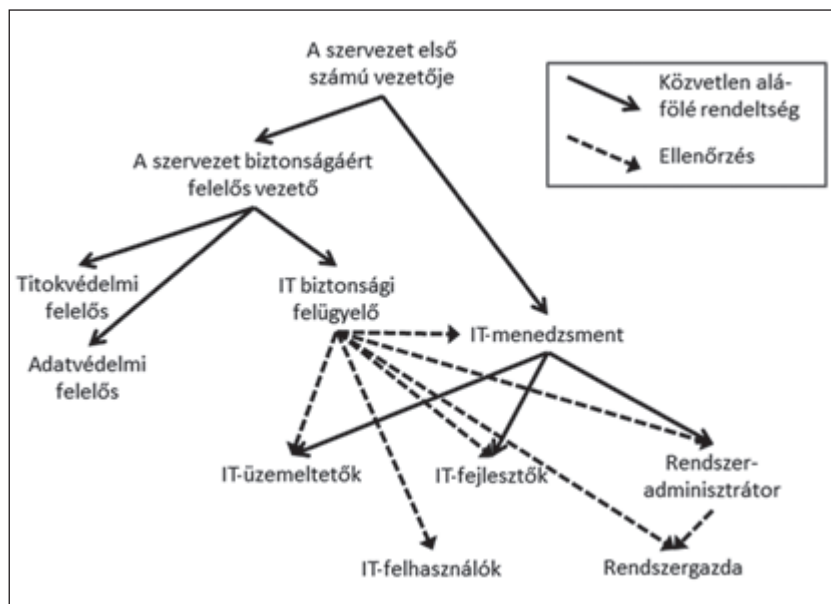 A szervezet első
számú vezetője
Közvetlen alá-
fölé rendeltség
Ellenőrzés
A szervezet biztonságáért
felelős vezető
Titokvédelmi
felelős
IT biztonsági
felügyelő
IT-menedzsment
Adatvédelmi
felelős
IT-üzemeltetők
IT-fejlesztők
Rendszer-
adminisztrátor
IT-felhasználók
Rendszergazda